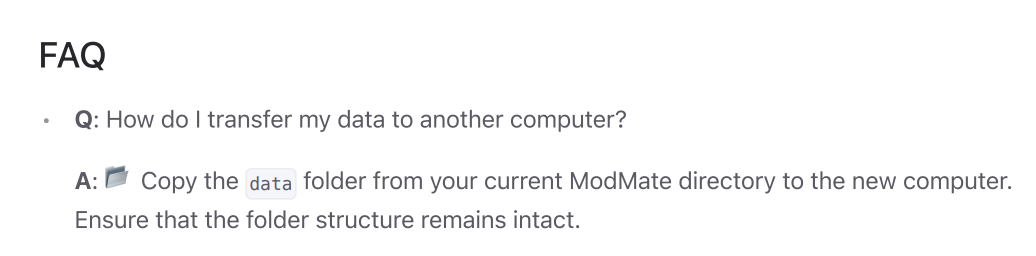 FAQ
• Q: How do I transfer my data to another computer?
A: 📂 Copy the data folder from your current ModMate directory to the new computer.
Ensure that the folder structure remains intact.